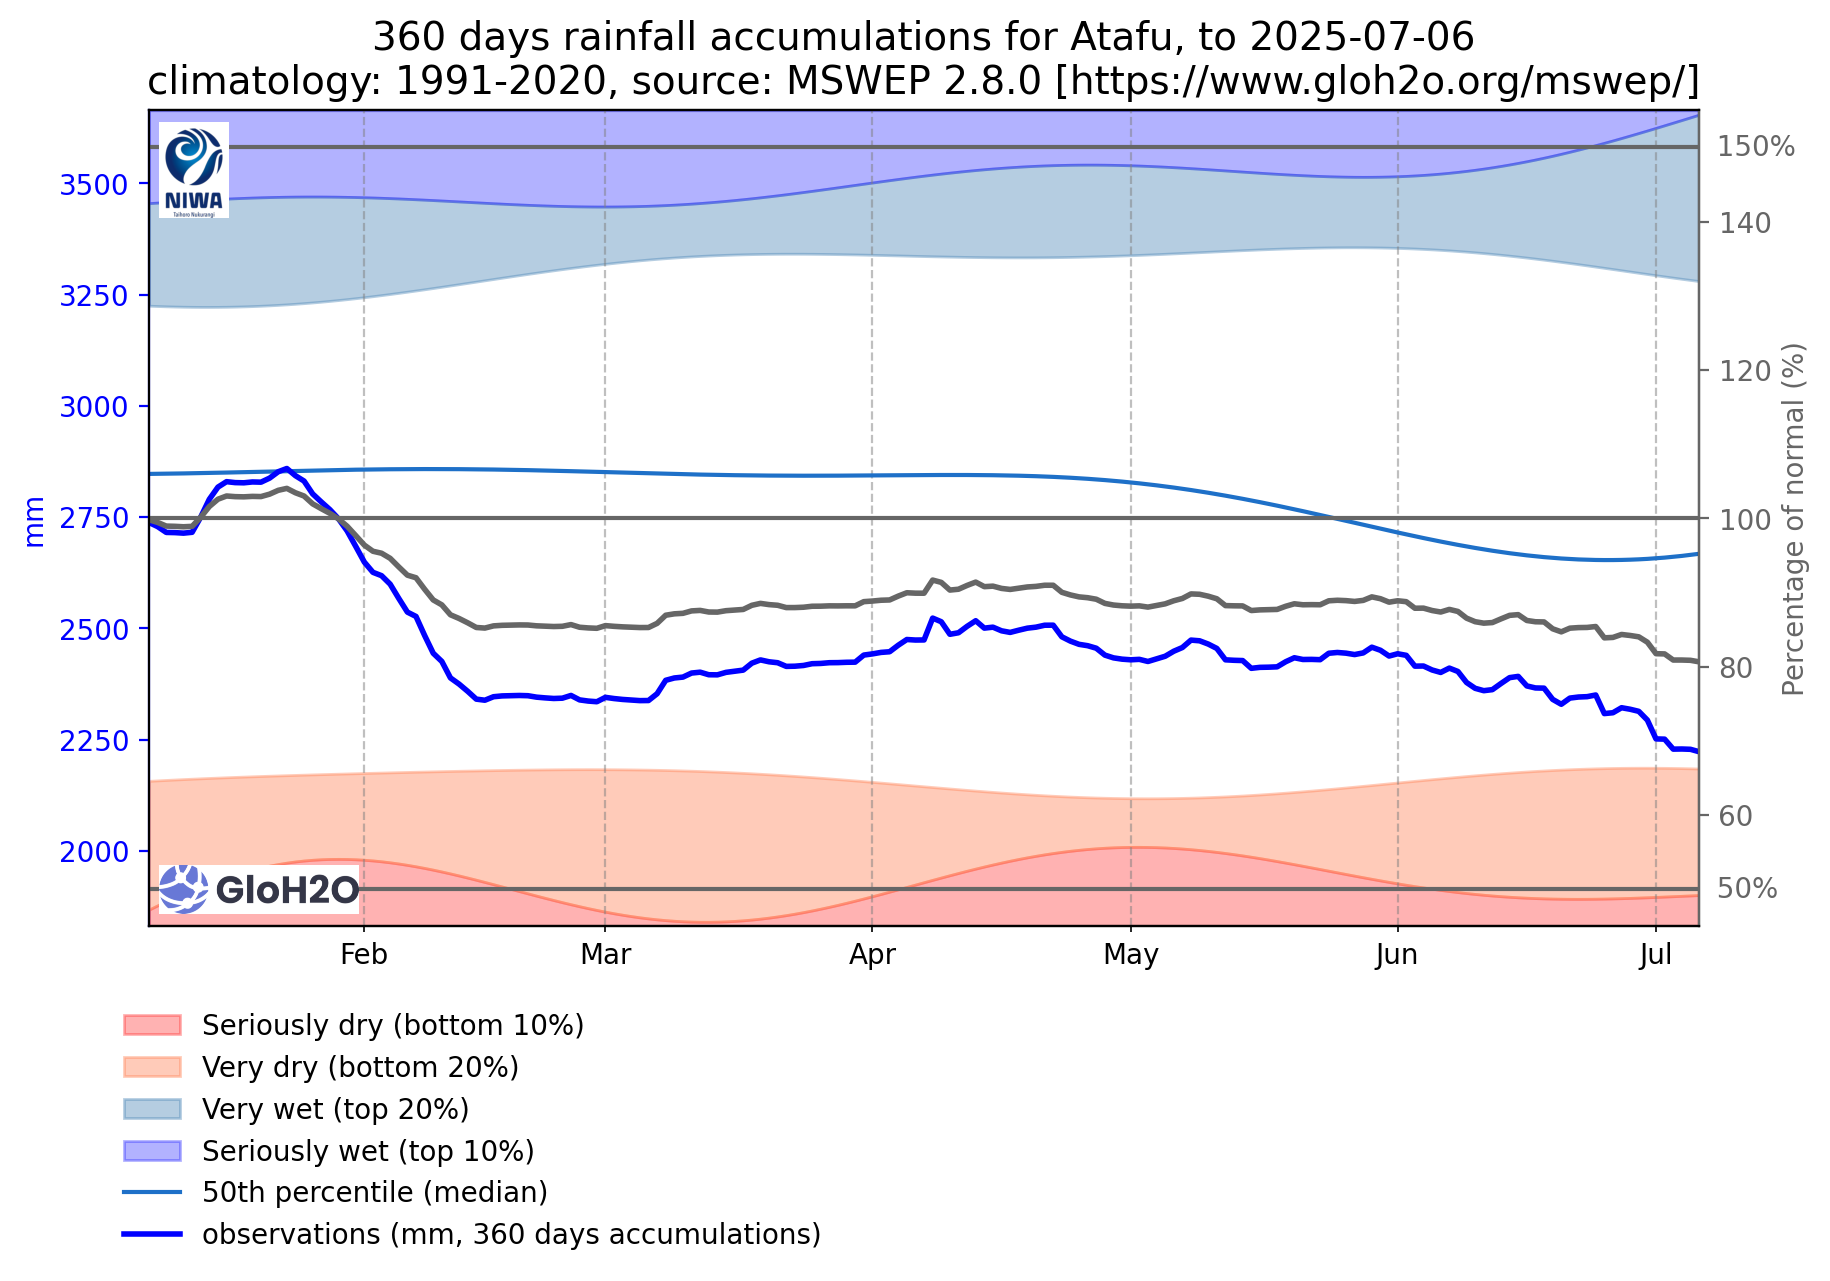 360 days rainfall accumulations for Atafu, to 2025-07-06
climatology: 1991-2020, source: MSWEP 2.8.0 [https://www.gloh2o.org/mswep/]
NIWA
Taihoro Nukurangi
3500
3250
3000
2750
2500
2250
2000
mm
150%
140
120
100
80
60
50%
Percentage of normal (%)
GloH2O
Feb
Mar
Apr
May
Jun
Jul
Seriously dry (bottom 10%)
Very dry (bottom 20%)
Very wet (top 20%)
Seriously wet (top 10%)
50th percentile (median)
observations (mm, 360 days accumulations)